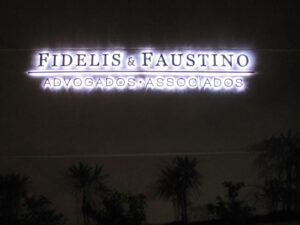 FIDELIS & FAUSTINO
ADVOGADOS • ASSOCIADOS